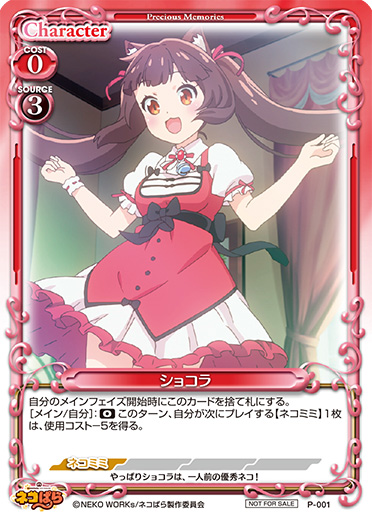 Precious Memories
Character
COST
0
SOURCE
3
ショコラ
自分のメインフェイズ開始時にこのカードを捨て札にする。
[メイン/自分]:0このターン、自分が次にプレイする【ネコミミ】1枚
は、使用コスト-5を得る。
ネコミミ
やっぱりショコラは、一人前の優秀ネコ!
ネコぱら
©NEKO WORKs/ネコぱら製作委員会
NOT FOR SALE
P-001